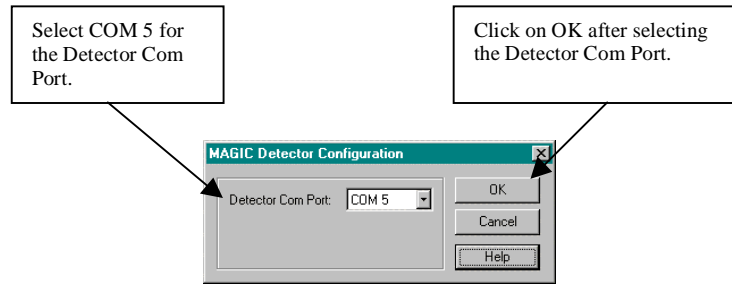 Select COM 5 for
the Detector Com
Port.
Click on OK after selecting
the Detector Com Port.
MAGIC Detector Configuration
Detector Com Port:
COM 5
OK
Cancel
Help